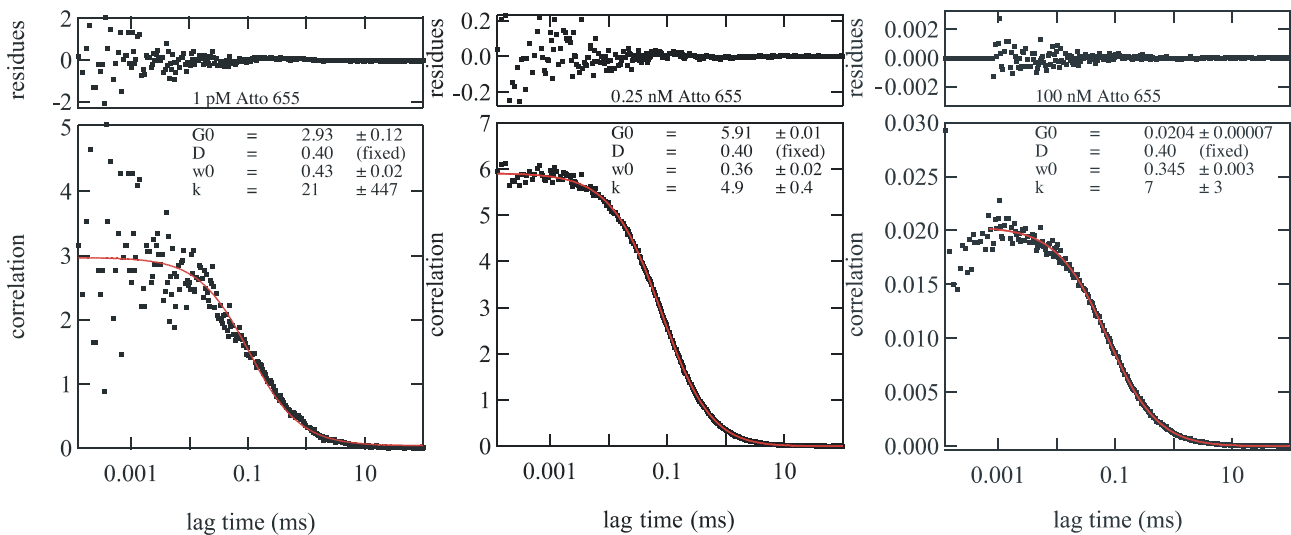 residues
2
0
-2
1 pM Atto 655
correlation
5
4
3
2
1
0
G0 = 2.93 ± 0.12
D = 0.40 (fixed)
w0 = 0.43 ± 0.02
k = 21 ± 447
0.001 0.1 10
lag time (ms)
residues
0.2
0.0
-0.2
0.25 nM Atto 655
correlation
7
6
5
4
3
2
1
0
G0 = 5.91 ± 0.01
D = 0.40 (fixed)
w0 = 0.36 ± 0.02
k = 4.9 ± 0.4
0.001 0.1 10
lag time (ms)
residues
0.002
0.000
-0.002
100 nM Atto 655
correlation
0.030
0.025
0.020
0.015
0.010
0.005
0.000
G0 = 0.0204 ± 0.00007
D = 0.40 (fixed)
w0 = 0.345 ± 0.003
k = 7 ± 3
0.001 0.1 10
lag time (ms)